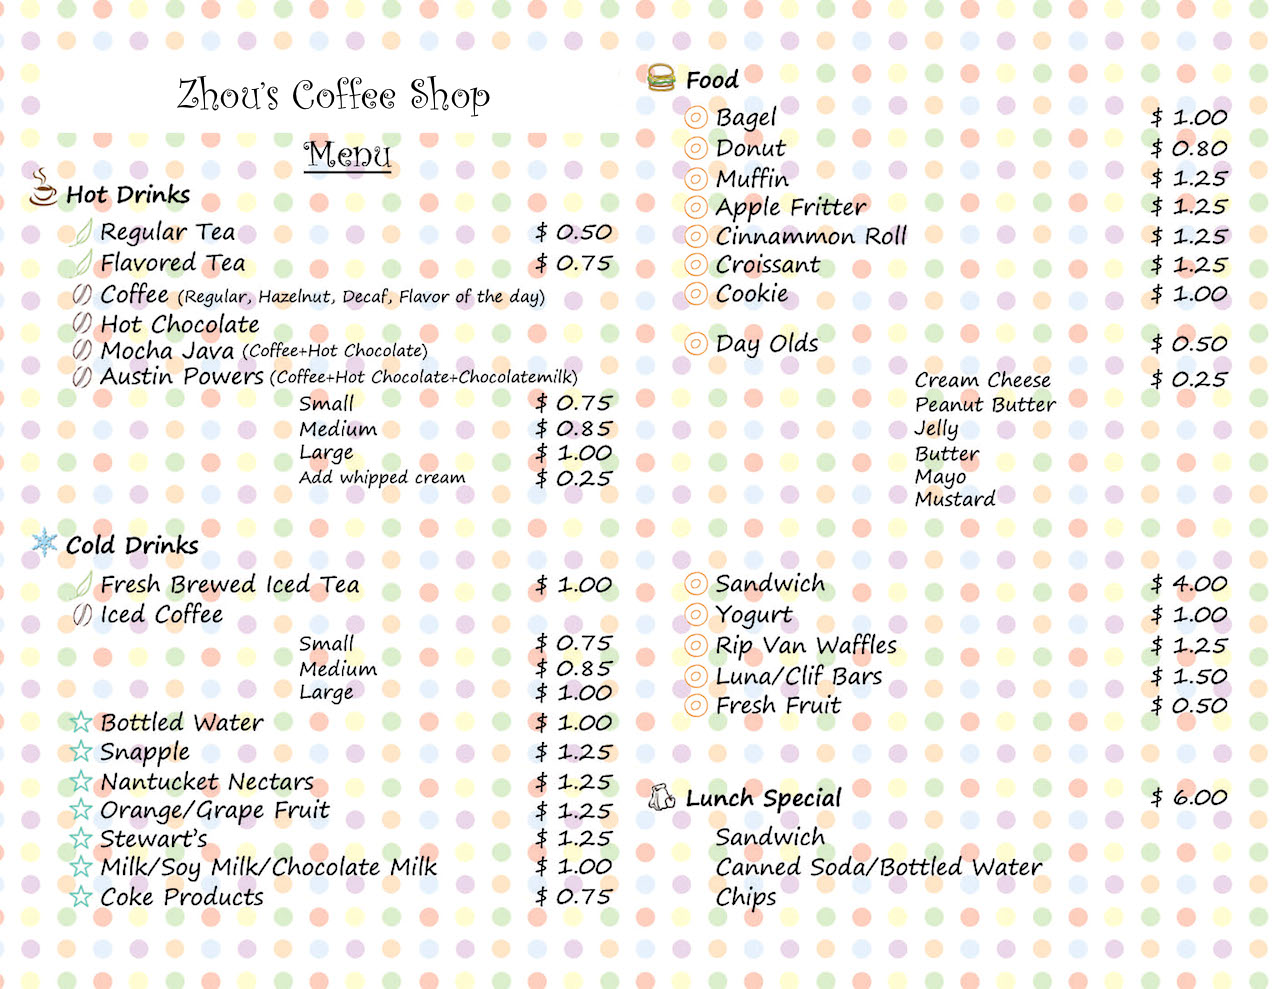 Zhou's Coffee Shop
Menu
Hot Drinks
Regular Tea $ 0.50
Flavored Tea $ 0.75
Coffee (Regular, Hazelnut, Decaf, Flavor of the day)
Hot Chocolate
Mocha Java (Coffee+Hot Chocolate)
Austin Powers (Coffee+Hot Chocolate+Chocolatemilk)
Small $ 0.75
Medium $ 0.85
Large $ 1.00
Add whipped cream $ 0.25
Cold Drinks
Fresh Brewed Iced Tea $ 1.00
Iced Coffee
Small $ 0.75
Medium $ 0.85
Large $ 1.00
Bottled Water $ 1.00
Snapple $ 1.25
Nantucket Nectars $ 1.25
Orange/Grape Fruit $ 1.25
Stewart's $ 1.25
Milk/Soy Milk/Chocolate Milk $ 1.00
Coke Products $ 0.75
Food
Bagel $ 1.00
Donut $ 0.80
Muffin $ 1.25
Apple Fritter $ 1.25
Cinnammon Roll $ 1.25
Croissant $ 1.25
Cookie $ 1.00
Day Olds $ 0.50
Cream Cheese $ 0.25
Peanut Butter
Jelly
Butter
Mayo
Mustard
Sandwich $ 4.00
Yogurt $ 1.00
Rip Van Waffles $ 1.25
Luna/Clif Bars $ 1.50
Fresh Fruit $ 0.50
Lunch Special $ 6.00
Sandwich
Canned Soda/Bottled Water
Chips